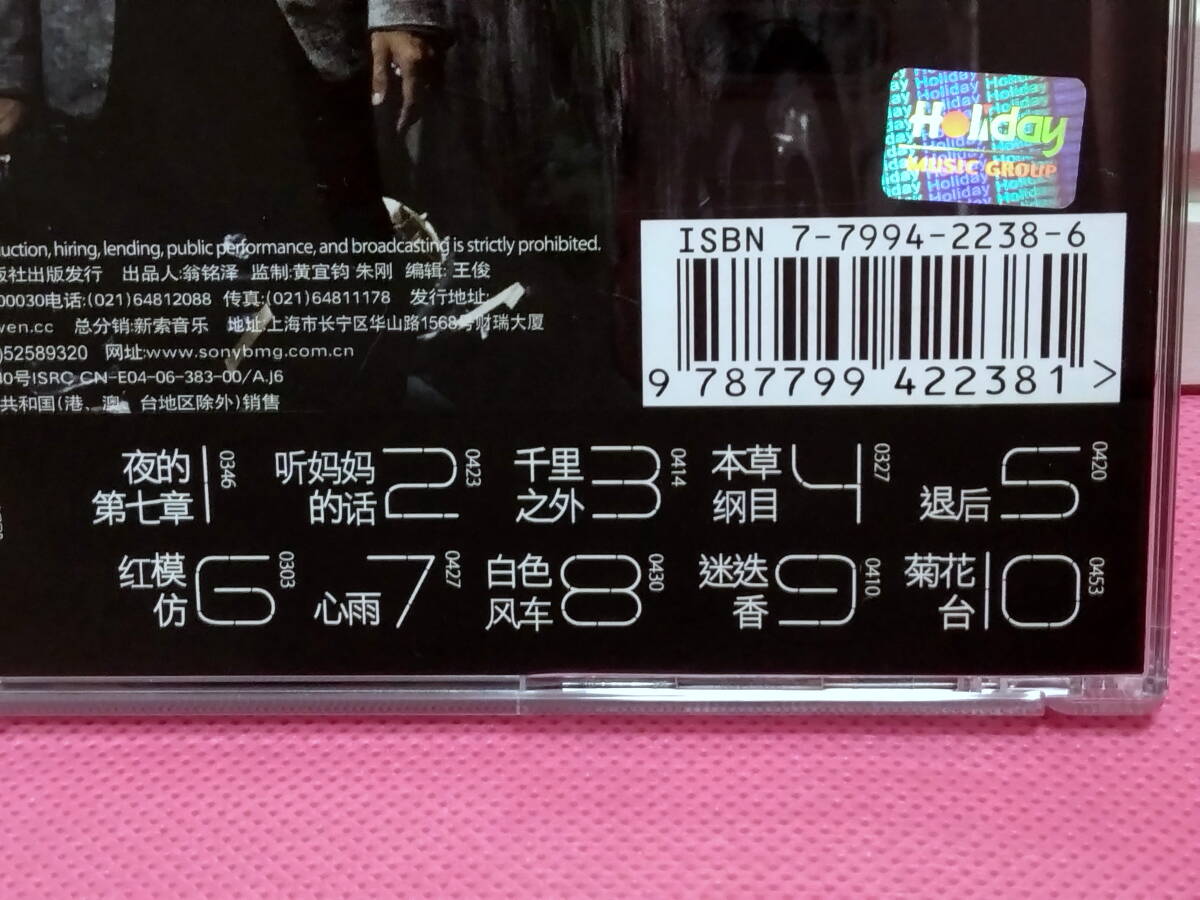 Holiday
MUSIC GROUP
uction, hiring, lending, public performance, and broadcasting is strictly prohibited.
版社出版发行 出品人:翁铭泽 监制:黄宜钧 朱刚 编辑: 王俊
00030电话:(021)64812088 传真:(021)64811178 发行地址:
wen.cc 总分销:新索音乐 地址:上海市长宁区华山路1568号财瑞大厦
)52589320 网址:www.sonybmg.com.cn
30号ISRC CN-E04-06-383-00/A.J6
共和国(港、澳、台地区除外)销售
ISBN 7-7994-2238-6
9 787799 422381 >
夜的
第七章 1 0346
听妈妈
的话 2 0423
千里
之外 3 0414
本草
纲目 4 0327
退后 5 0420
红模
仿 6 0303
心雨 7 0427
白色
风车 8 0430
迷迭
香 9 0410
菊花
台 10 0453